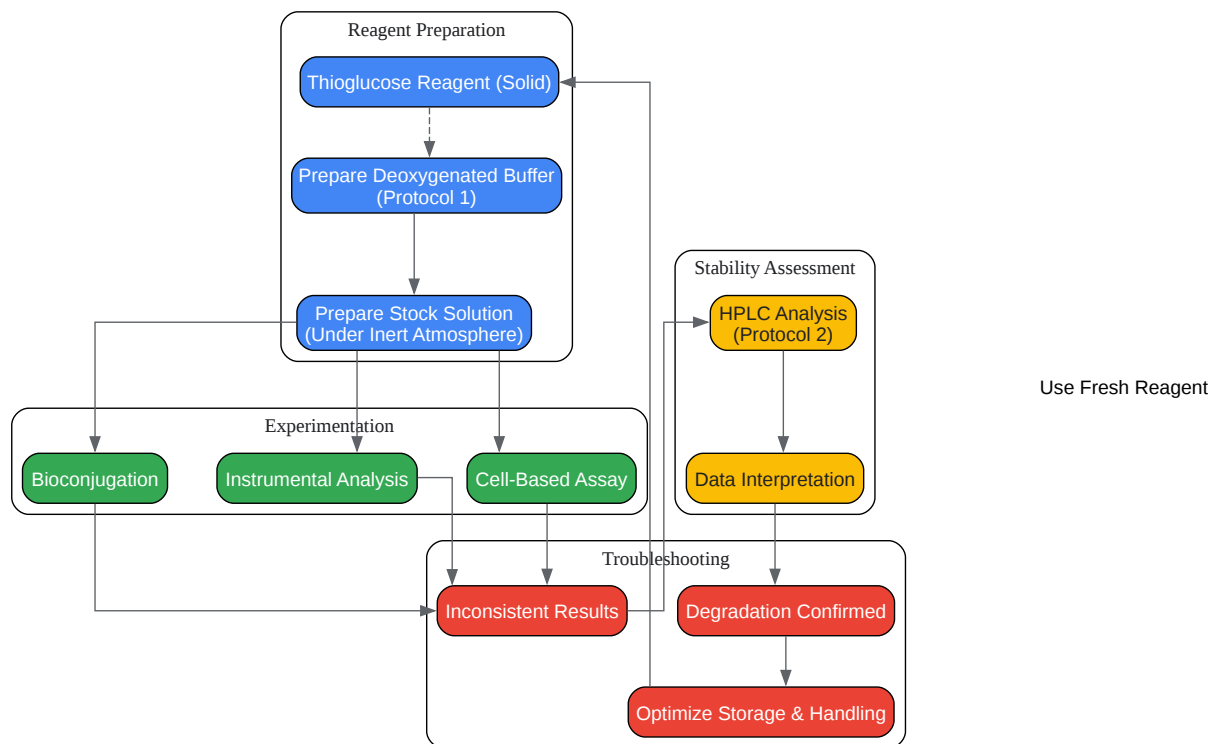 Reagent Preparation
Thioglucose Reagent (Solid)
Prepare Deoxygenated Buffer
(Protocol 1)
Prepare Stock Solution
(Under Inert Atmosphere)
Stability Assessment
HPLC Analysis
(Protocol 2)
Data Interpretation
Use Fresh Reagent
Experimentation
Bioconjugation
Instrumental Analysis
Cell-Based Assay
Troubleshooting
Inconsistent Results
Degradation Confirmed
Optimize Storage & Handling